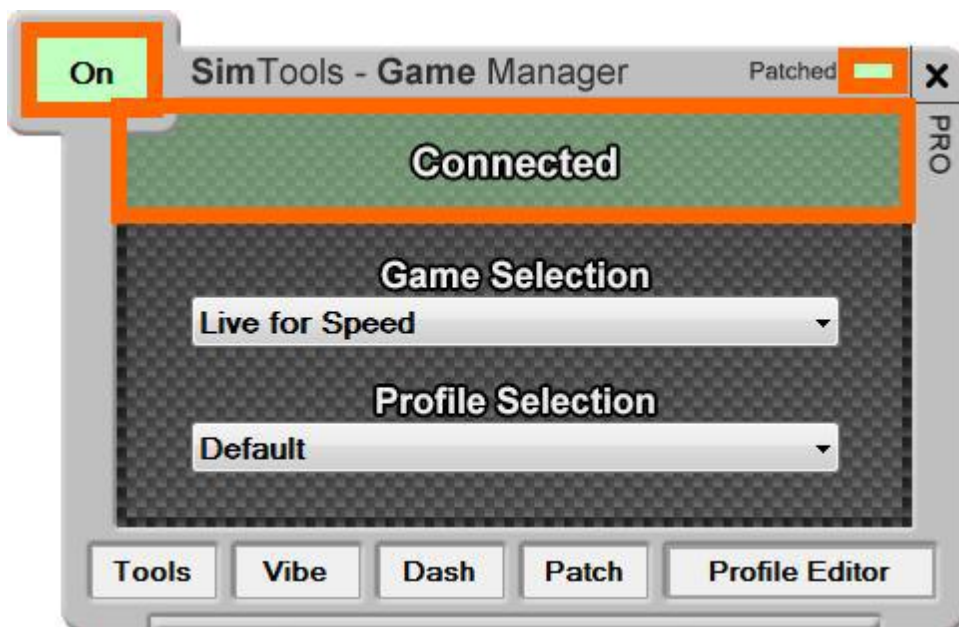 On
SimTools - Game Manager
Patched
X
PRO
Connected
Game Selection
Live for Speed
Profile Selection
Default
Tools
Vibe
Dash
Patch
Profile Editor